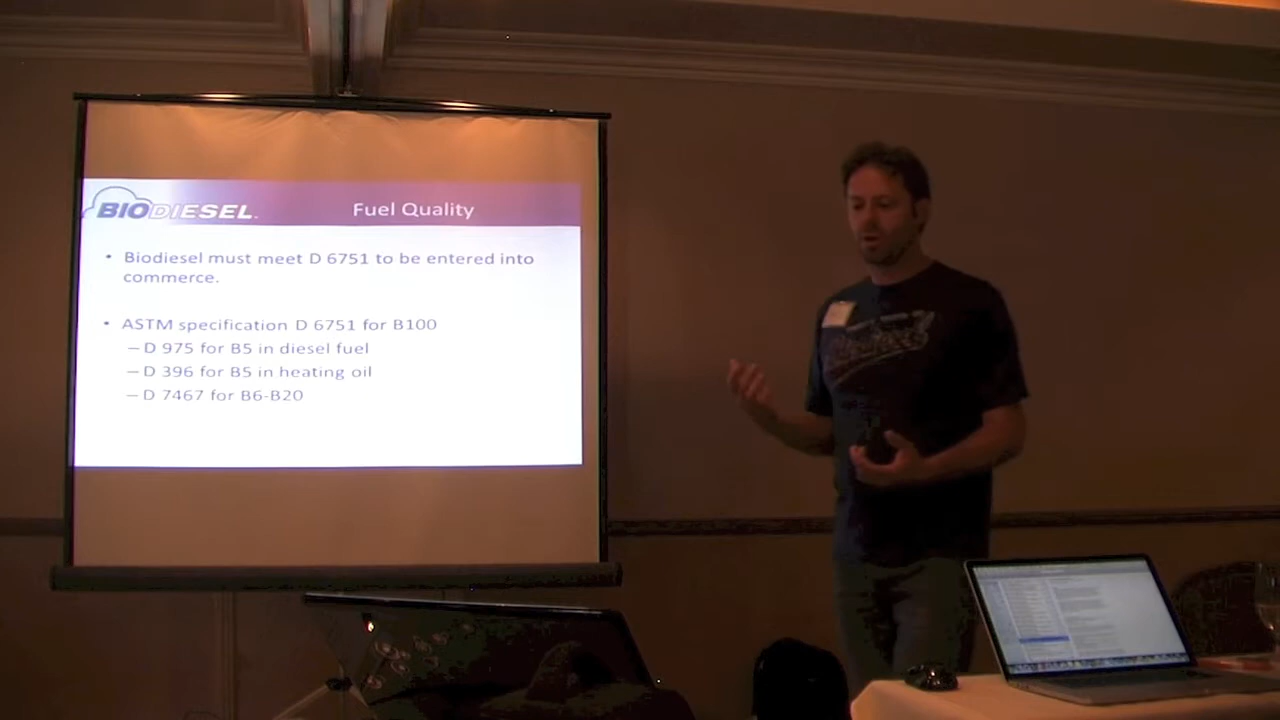 BIODIESEL
Fuel Quality
• Biodiesel must meet D 6751 to be entered into
commerce.
• ASTM specification D 6751 for B100
– D 975 for B5 in diesel fuel
– D 396 for B5 in heating oil
– D 7467 for B6-B20